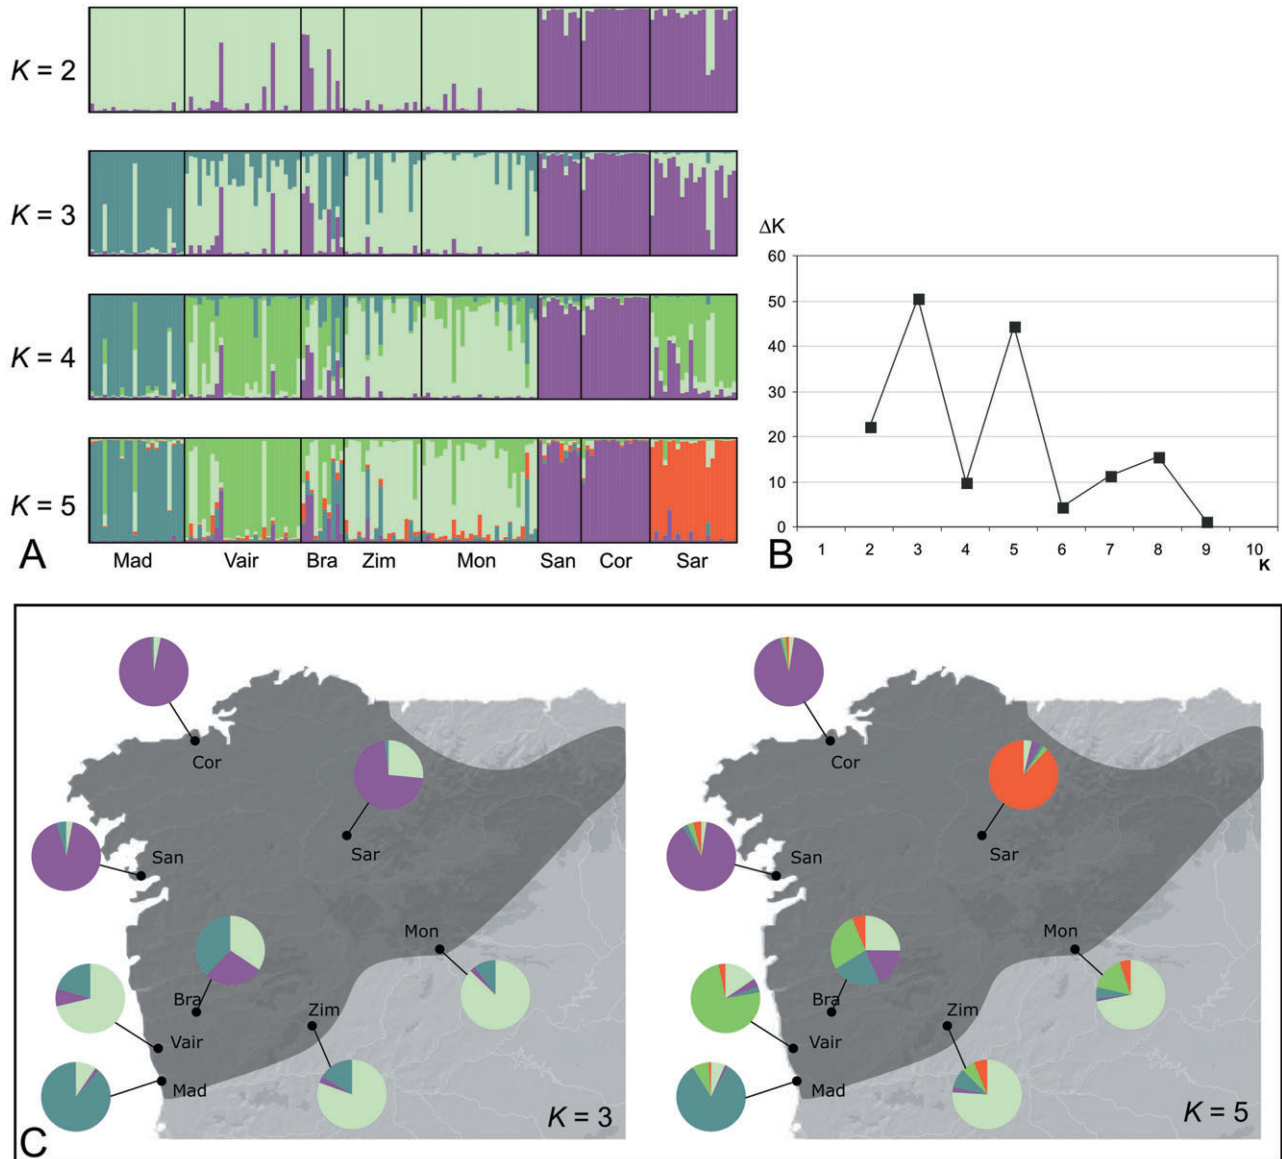 K = 2
K = 3
K = 4
K = 5
Mad Vair Bra Zim Mon San Cor Sar
A
ΔK
60
50
40
30
20
10
0
1 2 3 4 5 6 7 8 9 10
K
B
Cor
Sar
San
Mon
Bra
Zim
Vair
Mad
K = 3
Cor
Sar
San
Mon
Bra
Zim
Vair
Mad
K = 5
C